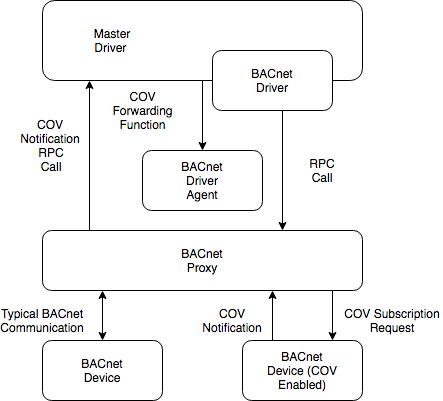 Master
Driver
BACnet
Driver
COV
Forwarding
Function
COV
Notification
RPC
Call
BACnet
Driver
Agent
RPC
Call
BACnet
Proxy
Typical BACnet
Communication
COV
Notification
COV Subscription
Request
BACnet
Device
BACnet
Device (COV
Enabled)